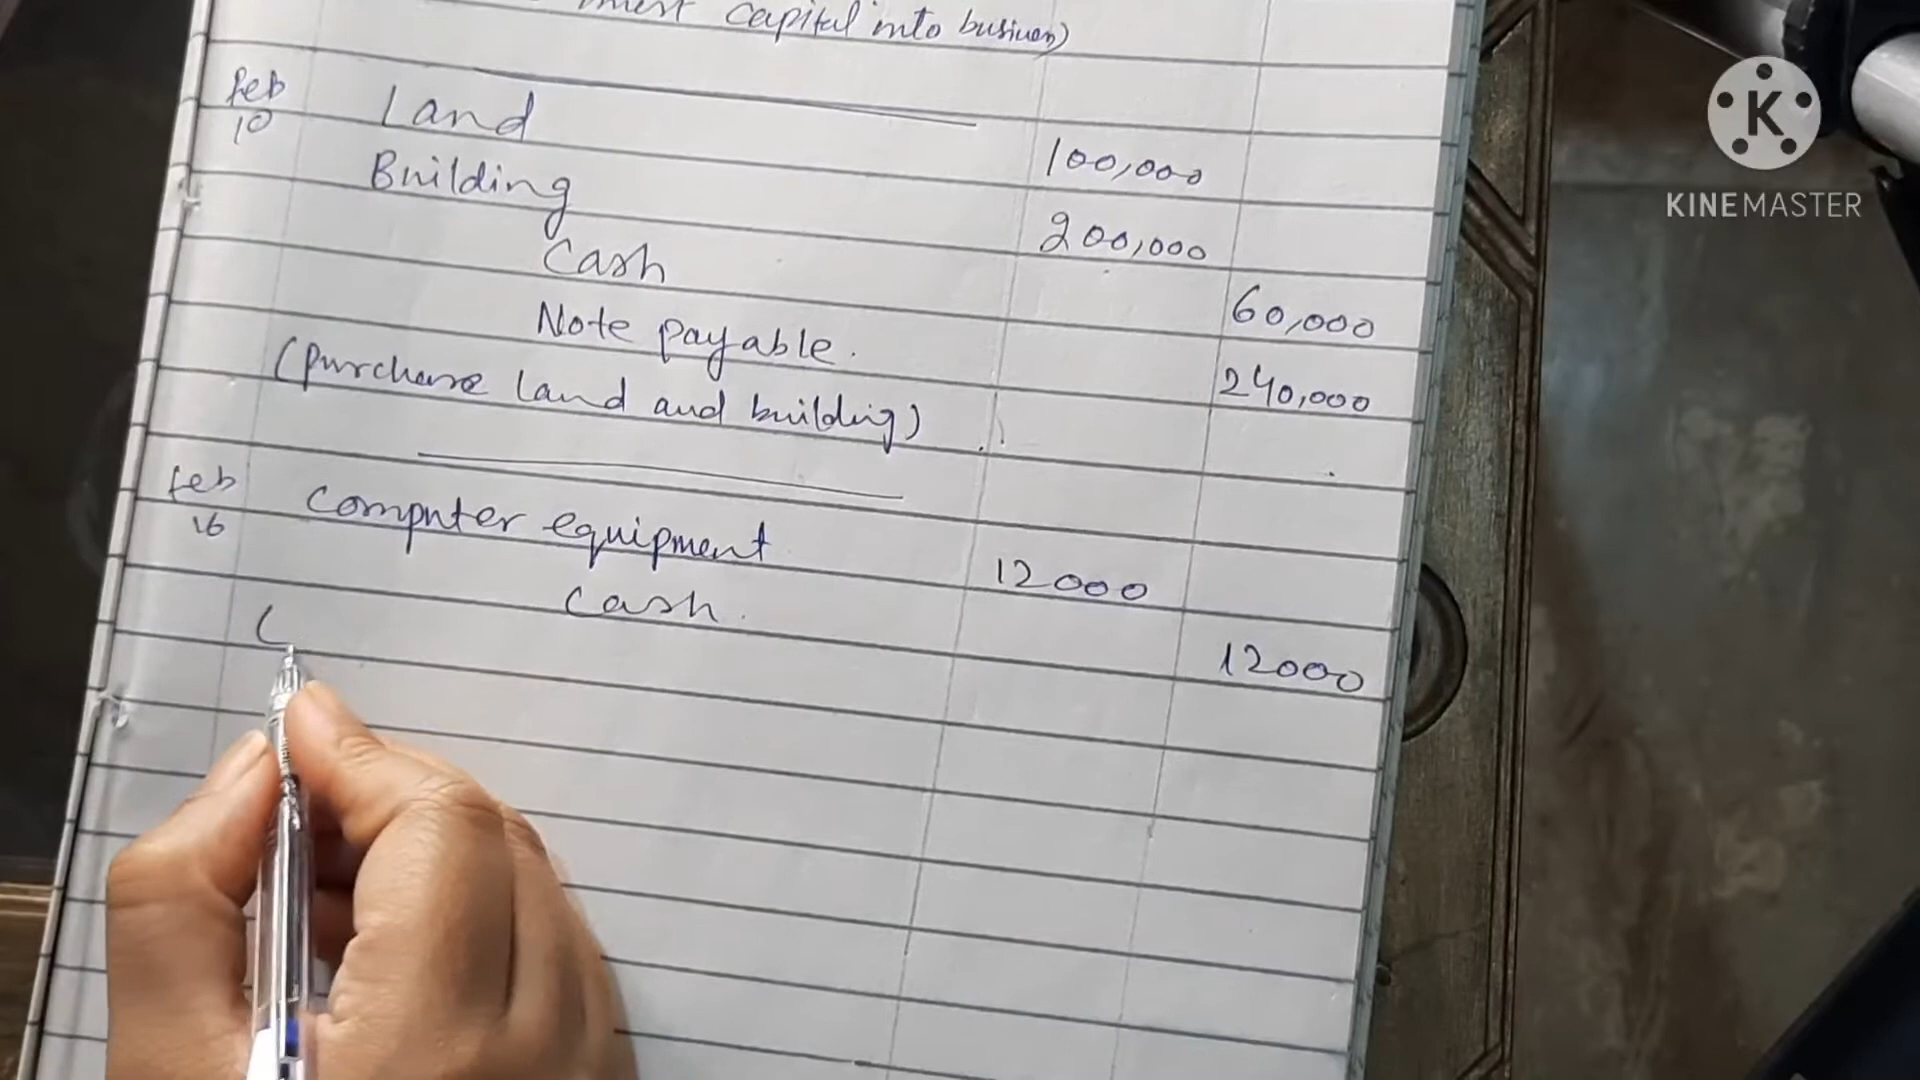 invest capital into business)
Feb
10
Land 100,000
Building 200,000
Cash 60,000
Note payable. 240,000
(purchase land and building)
Feb
16
Computer equipment 12000
Cash. 12000
(
K
KINEMASTER